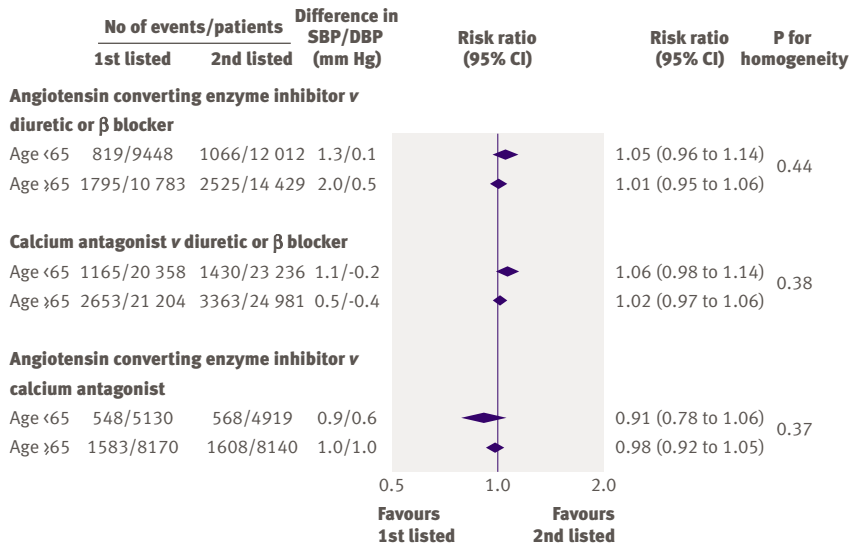 No of events/patients Difference in SBP/DBP (mm Hg) Risk ratio (95% CI) Risk ratio (95% CI) P for homogeneity
1st listed 2nd listed
Angiotensin converting enzyme inhibitor v
diuretic or β blocker
Age <65 819/9448 1066/12 012 1.3/0.1 1.05 (0.96 to 1.14)
0.44
Age ≥65 1795/10 783 2525/14 429 2.0/0.5 1.01 (0.95 to 1.06)
Calcium antagonist v diuretic or β blocker
Age <65 1165/20 358 1430/23 236 1.1/-0.2 1.06 (0.98 to 1.14)
0.38
Age ≥65 2653/21 204 3363/24 981 0.5/-0.4 1.02 (0.97 to 1.06)
Angiotensin converting enzyme inhibitor v
calcium antagonist
Age <65 548/5130 568/4919 0.9/0.6 0.91 (0.78 to 1.06)
0.37
Age ≥65 1583/8170 1608/8140 1.0/1.0 0.98 (0.92 to 1.05)
0.5 1.0 2.0
Favours Favours
1st listed 2nd listed